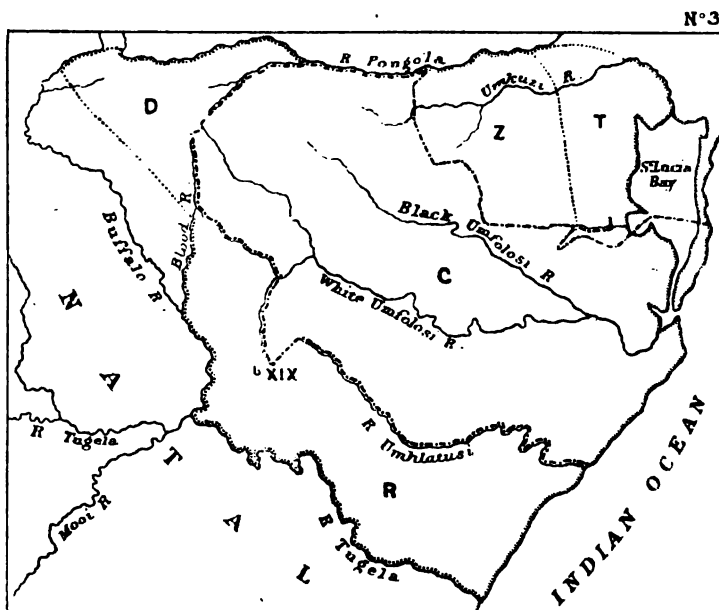 N°3
R Pongola
Umkuzi R
D
Z
T
St Lucia
Bay
Blood R
Buffalo R
Black Umfolosi R
C
White Umfolosi R
NATAL
XIX
R Tugela
R Umhlatusi
R
Mooi R
R Tugela
INDIAN OCEAN